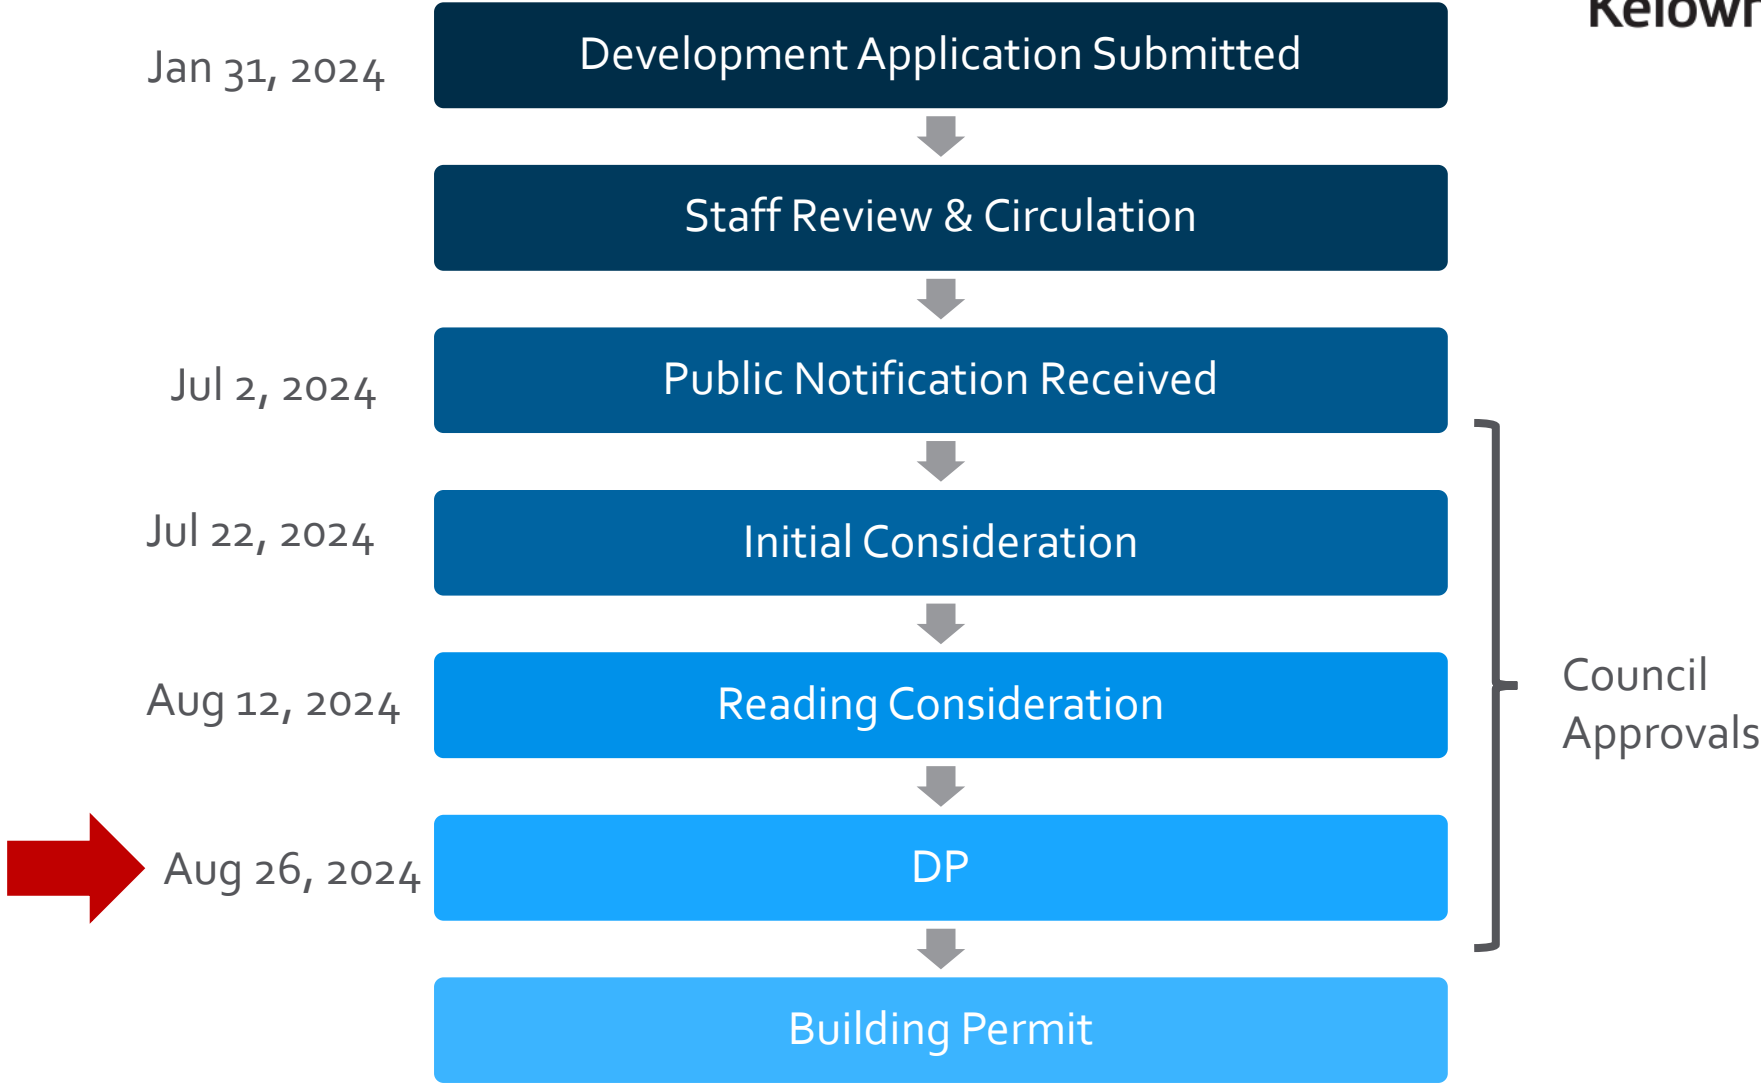 Jan 31, 2024
Development Application Submitted
Staff Review & Circulation
Jul 2, 2024
Public Notification Received
Jul 22, 2024
Initial Consideration
Aug 12, 2024
Reading Consideration
Council
Approvals
Aug 26, 2024
DP
Building Permit